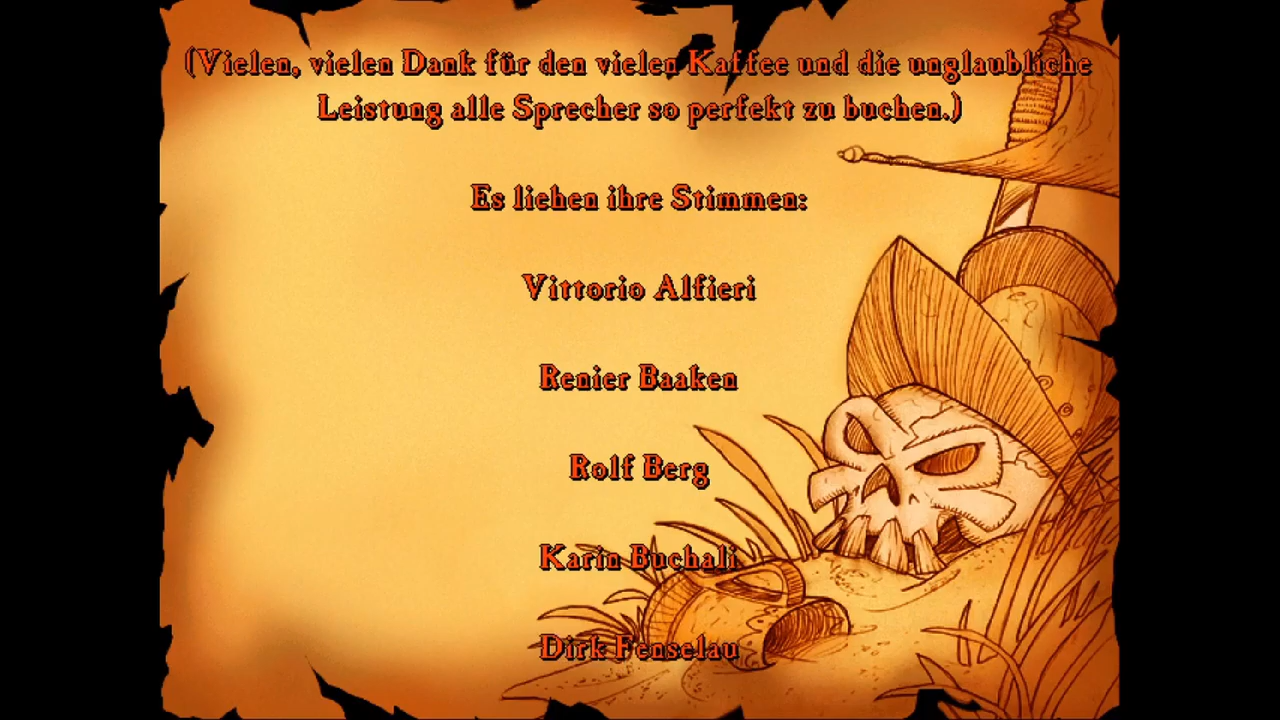 (Vielen, vielen Dank für den vielen Kaffee und die unglaubliche
Leistung alle Sprecher so perfekt zu buchen.)
Es liehen ihre Stimmen:
Vittorio Alfieri
Renier Baaken
Rolf Berg
Karin Buchali
Dirk Fenselau